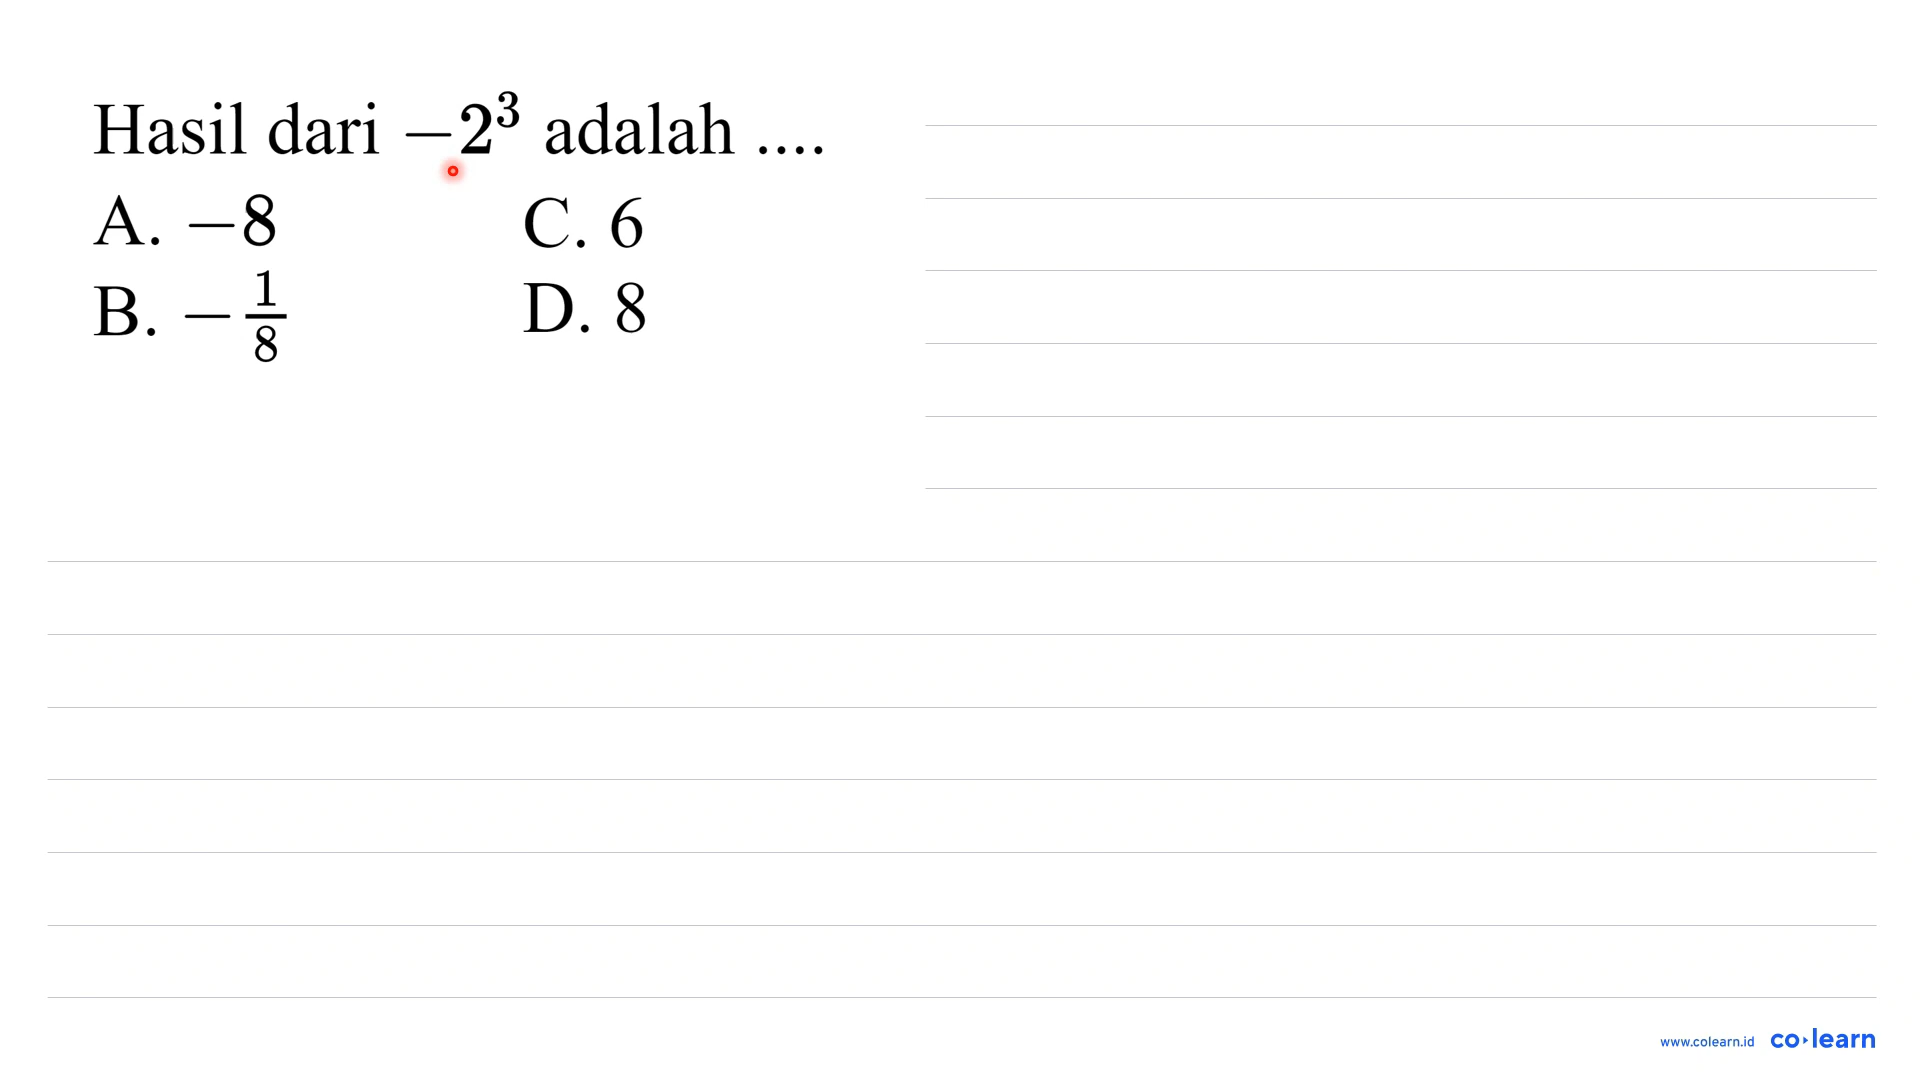 Hasil dari −2³ adalah ....
A. −8 C. 6
B. −1/8 D. 8
www.colearn.id co learn